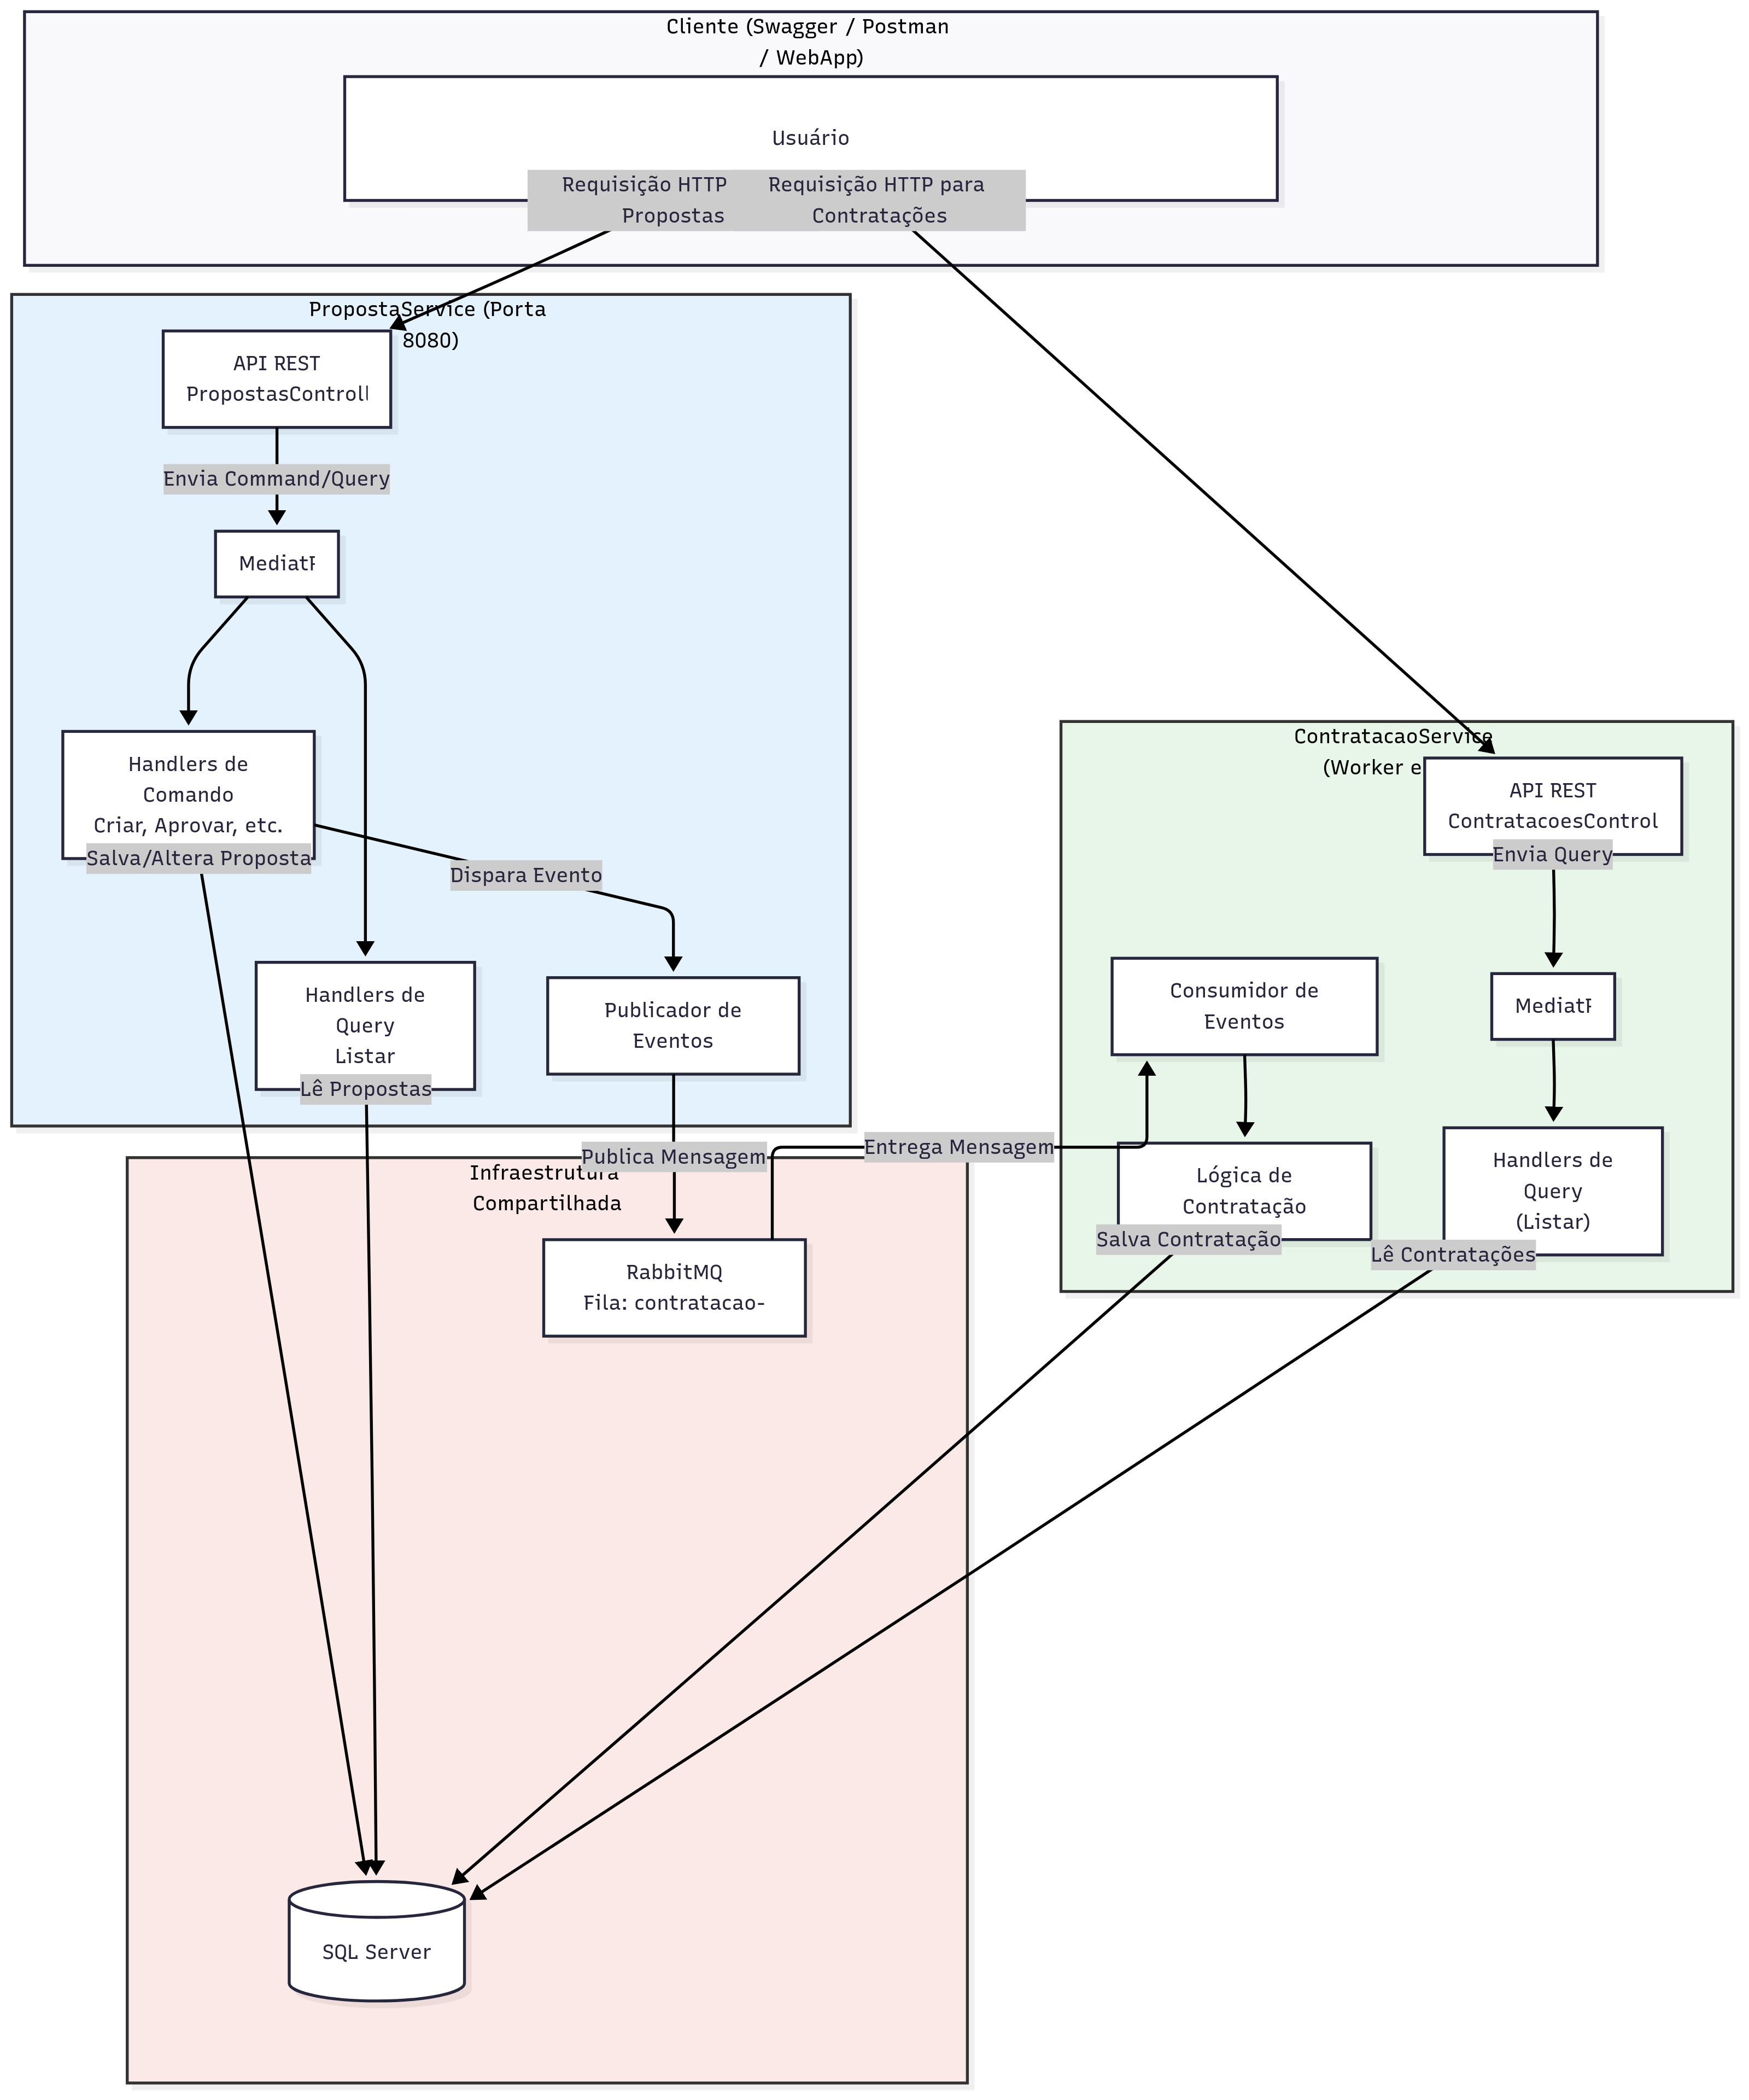 Cliente (Swagger / Postman
/ WebApp)
Usuário
Requisição HTTP
Propostas
Requisição HTTP para
Contratações
PropostaService (Porta
8080)
API REST
PropostasControll
Envia Command/Query
MediatR
Handlers de
Comando
Criar, Aprovar, etc.
Salva/Altera Proposta
Dispara Evento
Handlers de
Query
Listar
Lê Propostas
Publicador de
Eventos
Publica Mensagem
ContratacaoService
(Worker e
API REST
ContratacoesControl
Envia Query
MediatR
Consumidor de
Eventos
Entrega Mensagem
Lógica de
Contratação
Salva Contratação
Handlers de
Query
(Listar)
Lê Contratações
Infraestrutura
Compartilhada
RabbitMQ
Fila: contratacao-
SQL Server